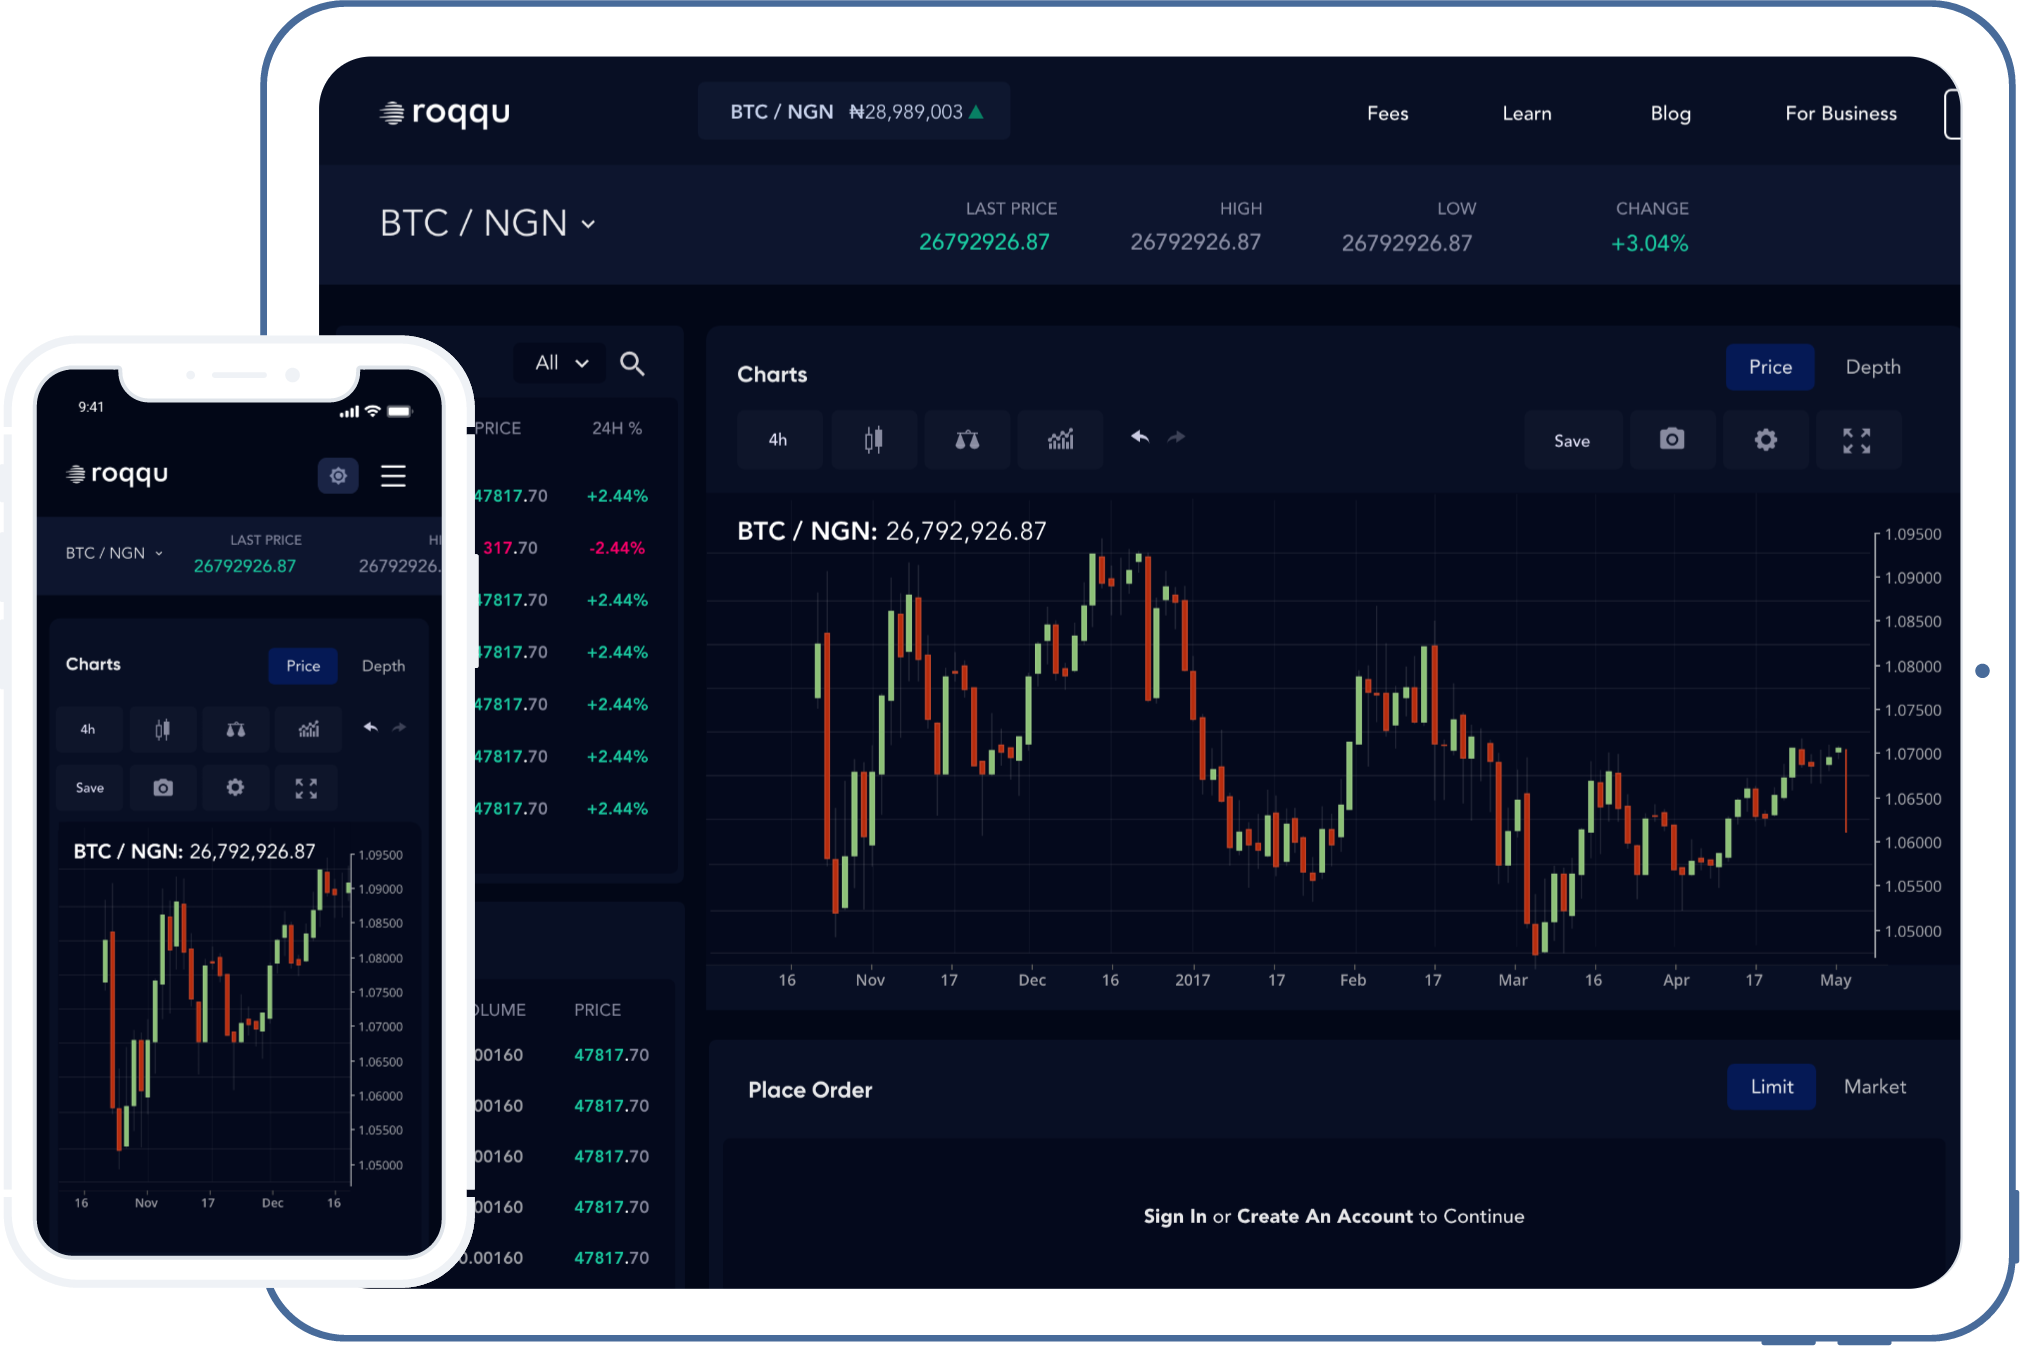 roqqu
BTC / NGN ₦28,989,003
Fees
Learn
Blog
For Business
BTC / NGN
LAST PRICE
26792926.87
HIGH
26792926.87
LOW
26792926.87
CHANGE
+3.04%
All
PRICE 24H %
47817.70 +2.44%
317.70 -2.44%
47817.70 +2.44%
47817.70 +2.44%
47817.70 +2.44%
47817.70 +2.44%
47817.70 +2.44%
OLUME PRICE
00160 47817.70
00160 47817.70
00160 47817.70
00160 47817.70
0.00160 47817.70
Charts
Price
Depth
4h
Save
BTC / NGN: 26,792,926.87
1.09500
1.09000
1.08500
1.08000
1.07500
1.07000
1.06500
1.06000
1.05500
1.05000
16 Nov 17 Dec 16 2017 17 Feb 17 Mar 16 Apr 17 May
Place Order
Limit
Market
Sign In or Create An Account to Continue
9:41
roqqu
BTC / NGN
LAST PRICE
26792926.87
HI
26792926.
Charts
Price
Depth
4h
Save
BTC / NGN: 26,792,926.87
1.09500
1.09000
1.08500
1.08000
1.07500
1.07000
1.06500
1.06000
1.05500
1.05000
16 Nov 17 Dec 16